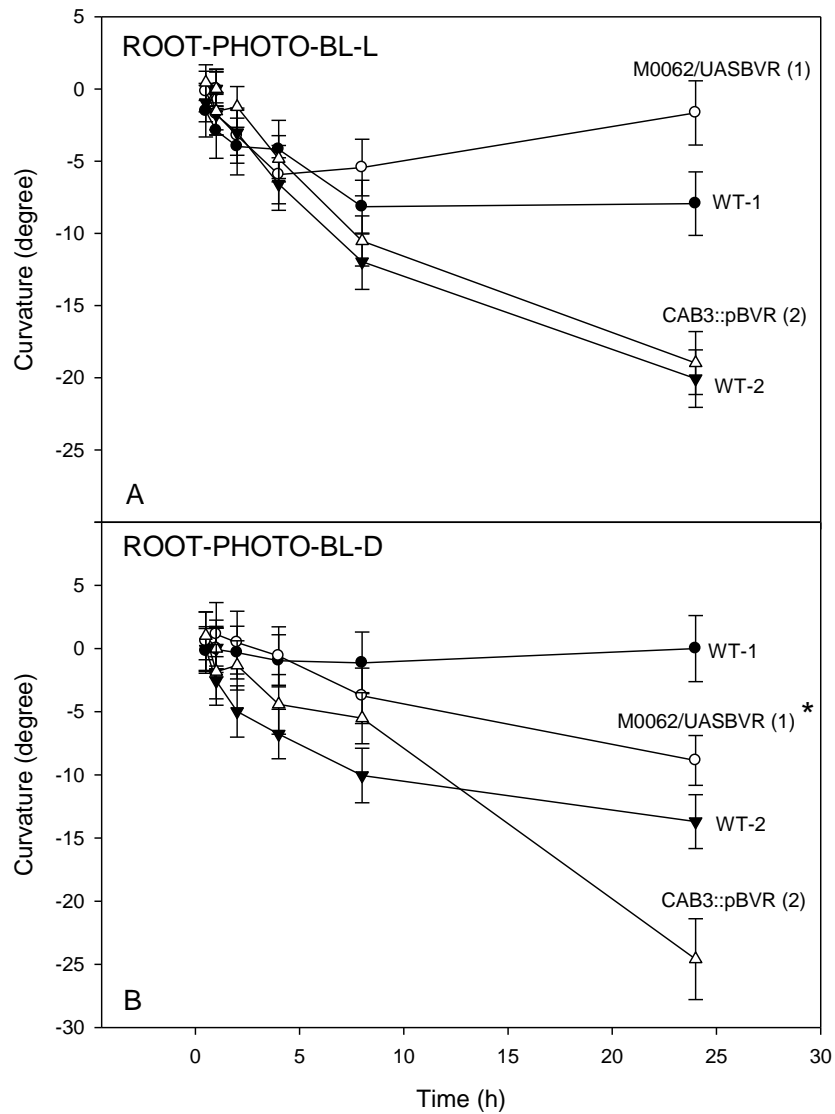 5
ROOT-PHOTO-BL-L
M0062/UASBVR (1)
0
-5
WT-1
-10
-15
CAB3::pBVR (2)
-20
WT-2
-25
Curvature (degree)
A
ROOT-PHOTO-BL-D
5
0
WT-1
M0062/UASBVR (1) *
-5
-10
WT-2
-15
CAB3::pBVR (2)
-20
-25
-30
Curvature (degree)
B
0 5 10 15 20 25 30
Time (h)